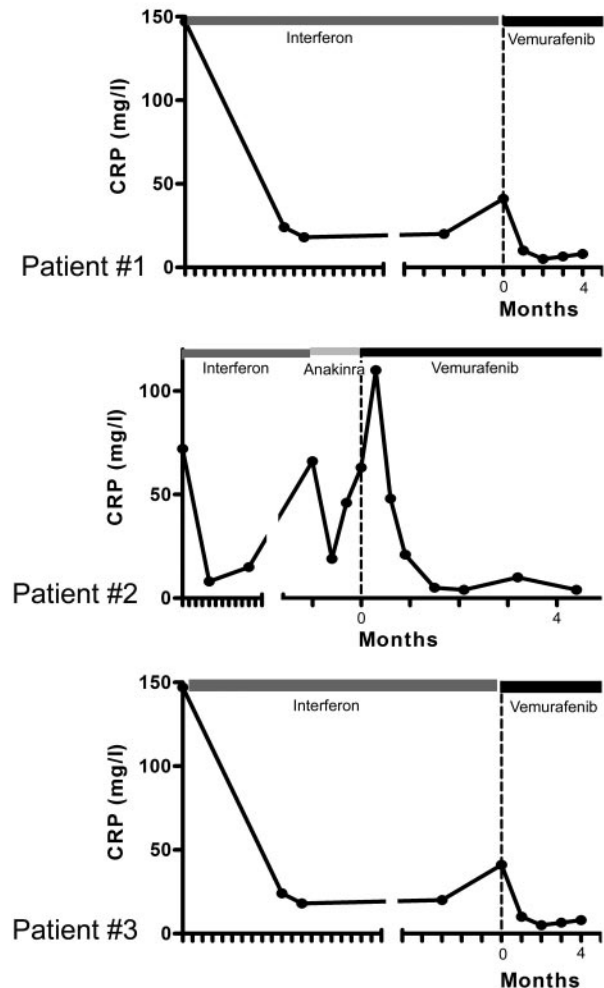 150
Interferon
Vemurafenib
100
CRP (mg/l)
50
Patient #1
0
0
4
Months
Interferon
Anakinra
Vemurafenib
100
CRP (mg/l)
50
Patient #2
0
0
4
Months
150
Interferon
Vemurafenib
100
CRP (mg/l)
50
Patient #3
0
0
4
Months